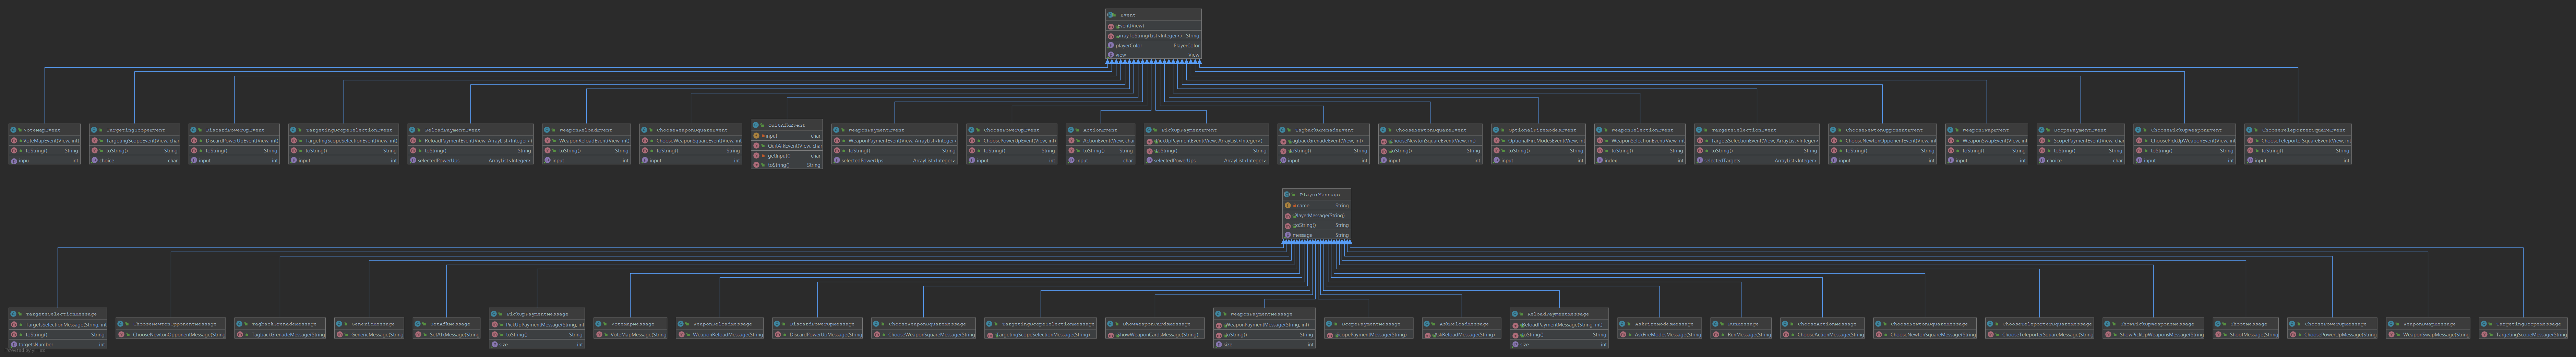 Event
Event(View)
arrayToString(List<Integer>) String
playerColor PlayerColor
view View
VoteMapEvent
VoteMapEvent(View, int)
toString() String
input int
TargetingScopeEvent
TargetingScopeEvent(View, char)
toString() String
choice char
DiscardPowerUpEvent
DiscardPowerUpEvent(View, int)
toString() String
input int
TargetingScopeSelectionEvent
TargetingScopeSelectionEvent(View, int)
toString() String
input int
ReloadPaymentEvent
ReloadPaymentEvent(View, ArrayList<Integer>)
toString() String
selectedPowerUps ArrayList<Integer>
WeaponReloadEvent
WeaponReloadEvent(View, int)
toString() String
input int
ChooseWeaponSquareEvent
ChooseWeaponSquareEvent(View, int)
toString() String
input int
QuitAfkEvent
input char
QuitAfkEvent(View, char)
getInput() char
toString() String
WeaponPaymentEvent
WeaponPaymentEvent(View, ArrayList<Integer>)
toString() String
selectedPowerUps ArrayList<Integer>
ChoosePowerUpEvent
ChoosePowerUpEvent(View, int)
toString() String
input int
ActionEvent
ActionEvent(View, char)
toString() String
input char
PickUpPaymentEvent
PickUpPaymentEvent(View, ArrayList<Integer>)
toString() String
selectedPowerUps ArrayList<Integer>
TagbackGrenadeEvent
TagbackGrenadeEvent(View, int)
toString() String
input int
ChooseNewtonSquareEvent
ChooseNewtonSquareEvent(View, int)
toString() String
input int
OptionalFireModesEvent
OptionalFireModesEvent(View, int)
toString() String
input int
WeaponSelectionEvent
WeaponSelectionEvent(View, int)
toString() String
index int
TargetsSelectionEvent
TargetsSelectionEvent(View, ArrayList<Integer>)
toString() String
selectedTargets ArrayList<Integer>
ChooseNewtonOpponentEvent
ChooseNewtonOpponentEvent(View, int)
toString() String
input int
WeaponSwapEvent
WeaponSwapEvent(View, int)
toString() String
input int
ScopePaymentEvent
ScopePaymentEvent(View, char)
toString() String
choice char
ChoosePickUpWeaponEvent
ChoosePickUpWeaponEvent(View, int)
toString() String
input int
ChooseTeleporterSquareEvent
ChooseTeleporterSquareEvent(View, int)
toString() String
input int
PlayerMessage
name String
PlayerMessage(String)
toString() String
message String
TargetsSelectionMessage
TargetsSelectionMessage(String, int)
toString() String
targetsNumber int
ChooseNewtonOpponentMessage
ChooseNewtonOpponentMessage(String)
TagbackGrenadeMessage
TagbackGrenadeMessage(String)
GenericMessage
GenericMessage(String)
SetAfkMessage
SetAfkMessage(String)
PickUpPaymentMessage
PickUpPaymentMessage(String, int)
toString() String
size int
VoteMapMessage
VoteMapMessage(String)
WeaponReloadMessage
WeaponReloadMessage(String)
DiscardPowerUpMessage
DiscardPowerUpMessage(String)
ChooseWeaponSquareMessage
ChooseWeaponSquareMessage(String)
TargetingScopeSelectionMessage
TargetingScopeSelectionMessage(String)
ShowWeaponCardsMessage
ShowWeaponCardsMessage(String)
WeaponPaymentMessage
WeaponPaymentMessage(String, int)
toString() String
size int
ScopePaymentMessage
ScopePaymentMessage(String)
AskReloadMessage
AskReloadMessage(String)
ReloadPaymentMessage
ReloadPaymentMessage(String, int)
toString() String
size int
AskFireModesMessage
AskFireModesMessage(String)
RunMessage
RunMessage(String)
ChooseActionMessage
ChooseActionMessage(String)
ChooseNewtonSquareMessage
ChooseNewtonSquareMessage(String)
ChooseTeleporterSquareMessage
ChooseTeleporterSquareMessage(String)
ShowPickUpWeaponsMessage
ShowPickUpWeaponsMessage(String)
ShootMessage
ShootMessage(String)
ChoosePowerUpMessage
ChoosePowerUpMessage(String)
WeaponSwapMessage
WeaponSwapMessage(String)
TargetingScopeMessage
TargetingScopeMessage(String)
Powered by yFiles